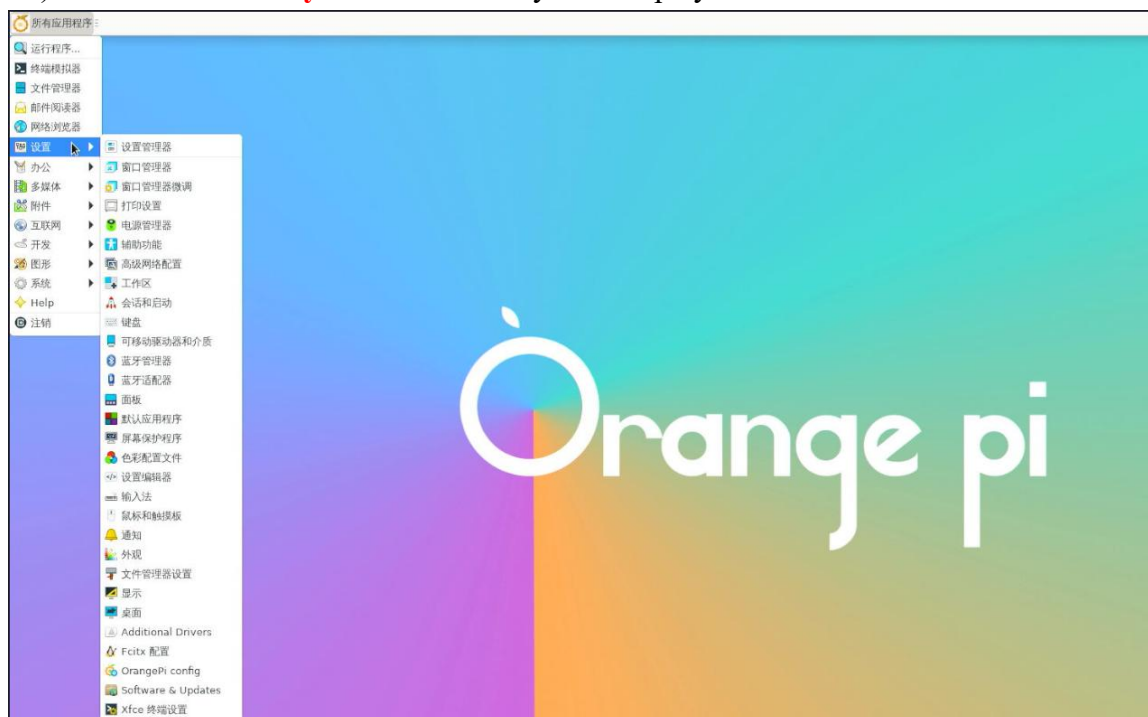 所有应用程序
运行程序...
终端模拟器
文件管理器
邮件阅读器
网络浏览器
设置
办公
多媒体
附件
互联网
开发
图形
系统
Help
注销
设置管理器
窗口管理器
窗口管理器微调
打印设置
电源管理器
辅助功能
高级网络配置
工作区
会话和启动
键盘
可移动驱动器和介质
蓝牙管理器
蓝牙适配器
面板
默认应用程序
屏幕保护程序
色彩配置文件
设置编辑器
输入法
鼠标和触摸板
通知
外观
文件管理器设置
显示
桌面
Additional Drivers
Fcitx 配置
OrangePi config
Software & Updates
Xfce 终端设置
Orange pi